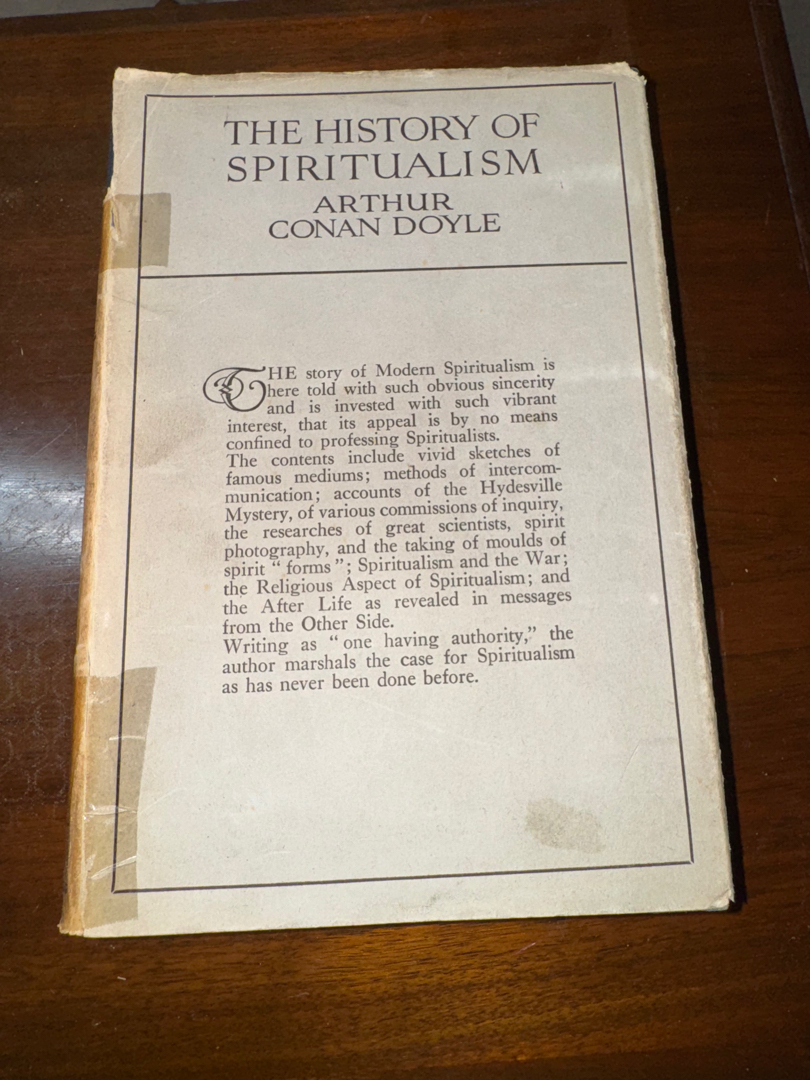 THE HISTORY OF
SPIRITUALISM
ARTHUR
CONAN DOYLE
THE story of Modern Spiritualism is
here told with such obvious sincerity
and is invested with such vibrant
interest, that its appeal is by no means
confined to professing Spiritualists.
The contents include vivid sketches of
famous mediums; methods of intercom-
munication; accounts of the Hydesville
Mystery, of various commissions of inquiry,
the researches of great scientists, spirit
photography, and the taking of moulds of
spirit “ forms ”; Spiritualism and the War;
the Religious Aspect of Spiritualism; and
the After Life as revealed in messages
from the Other Side.
Writing as “ one having authority,” the
author marshals the case for Spiritualism
as has never been done before.